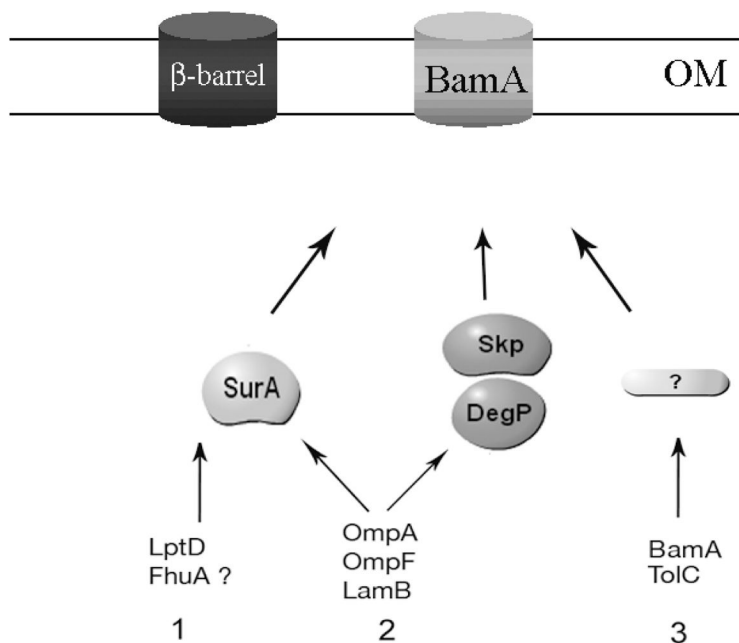 β-barrel
BamA
OM
SurA
Skp
DegP
?
LptD
FhuA ?
OmpA
OmpF
LamB
BamA
TolC
1
2
3